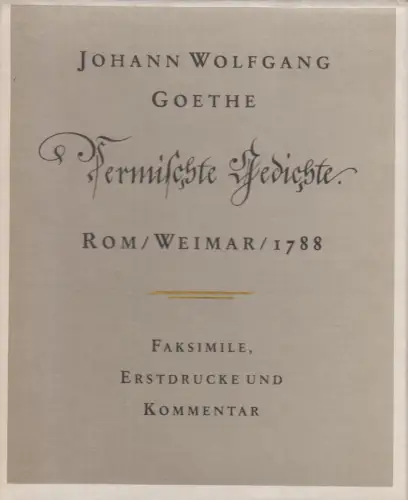 JOHANN WOLFGANG
GOETHE
Vermischte Gedichte.
ROM/WEIMAR/1788
FAKSIMILE,
ERSTDRUCKE UND
KOMMENTAR